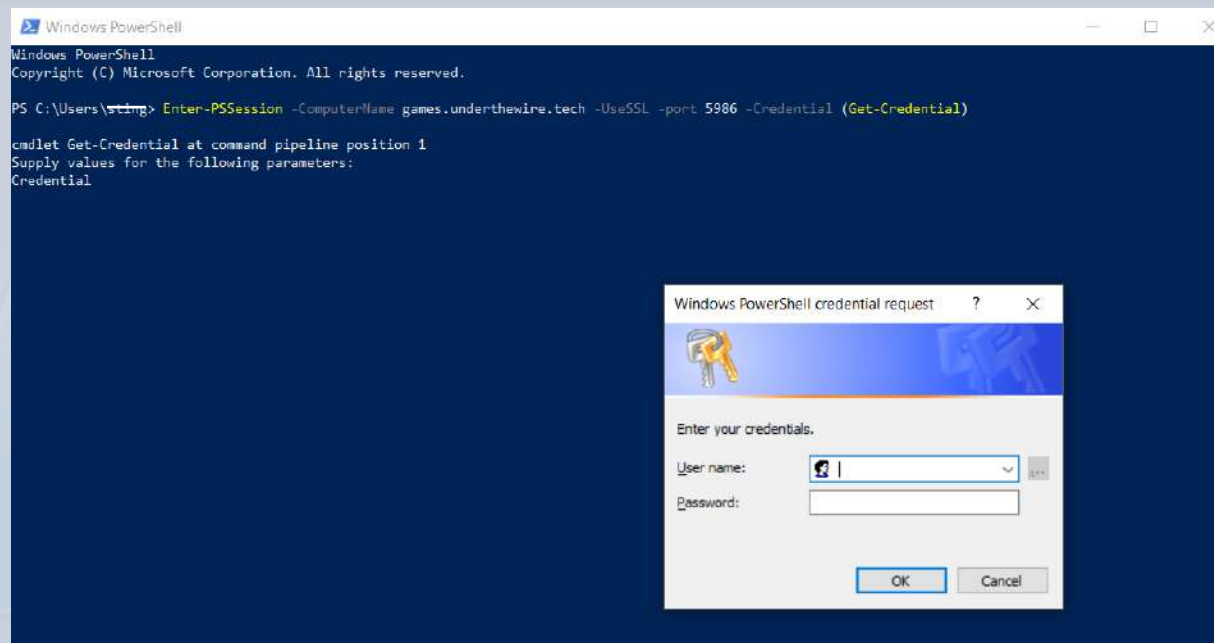 Windows PowerShell
Windows PowerShell
Copyright (C) Microsoft Corporation. All rights reserved.
PS C:\Users\sting> Enter-PSSession -ComputerName games.underthewire.tech -UseSSL -port 5986 -Credential (Get-Credential)
cmdlet Get-Credential at command pipeline position 1
Supply values for the following parameters:
Credential
Windows PowerShell credential request ?
Enter your credentials.
User name:
...
Password:
OK Cancel